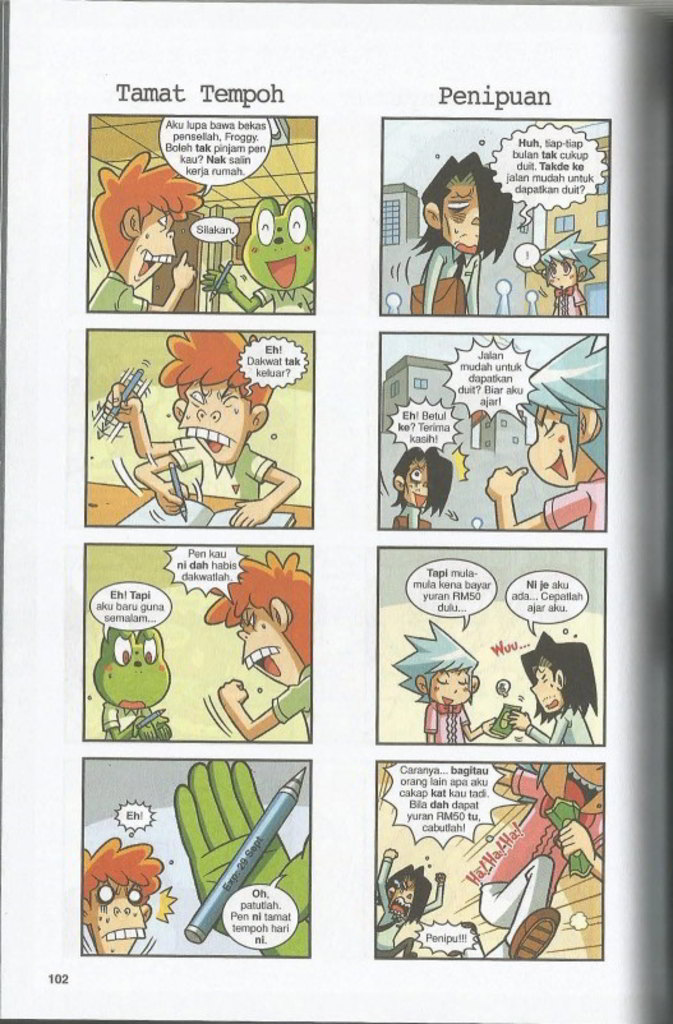 Tamat Tempoh
Aku lupa bawa bekas
pensellah, Froggy.
Boleh tak pinjam pen
kau? Nak salin
kerja rumah.
Silakan.
Eh!
Dakwat tak
keluar?
Pen kau
ni dah habis
dakwatlah.
Eh! Tapi
aku baru guna
semalam...
Eh!
Exp: 29 Sept
Oh,
patutlah.
Pen ni tamat
tempoh hari
ni.
Penipuan
Huh, tiap-tiap
bulan tak cukup
duit. Takde ke
jalan mudah untuk
dapatkan duit?
!
Jalan
mudah untuk
dapatkan
duit? Biar aku
ajar!
Eh! Betul
ke? Terima
kasih!
Tapi mula-
mula kena bayar
yuran RM50
dulu...
Ni je aku
ada... Cepatlah
ajar aku.
Wuu...
Caranya... bagitau
orang lain apa aku
cakap kat kau tadi.
Bila dah dapat
yuran RM50 tu,
cabutlah!
Ha! Ha! Ha!
Penipu!!!
102